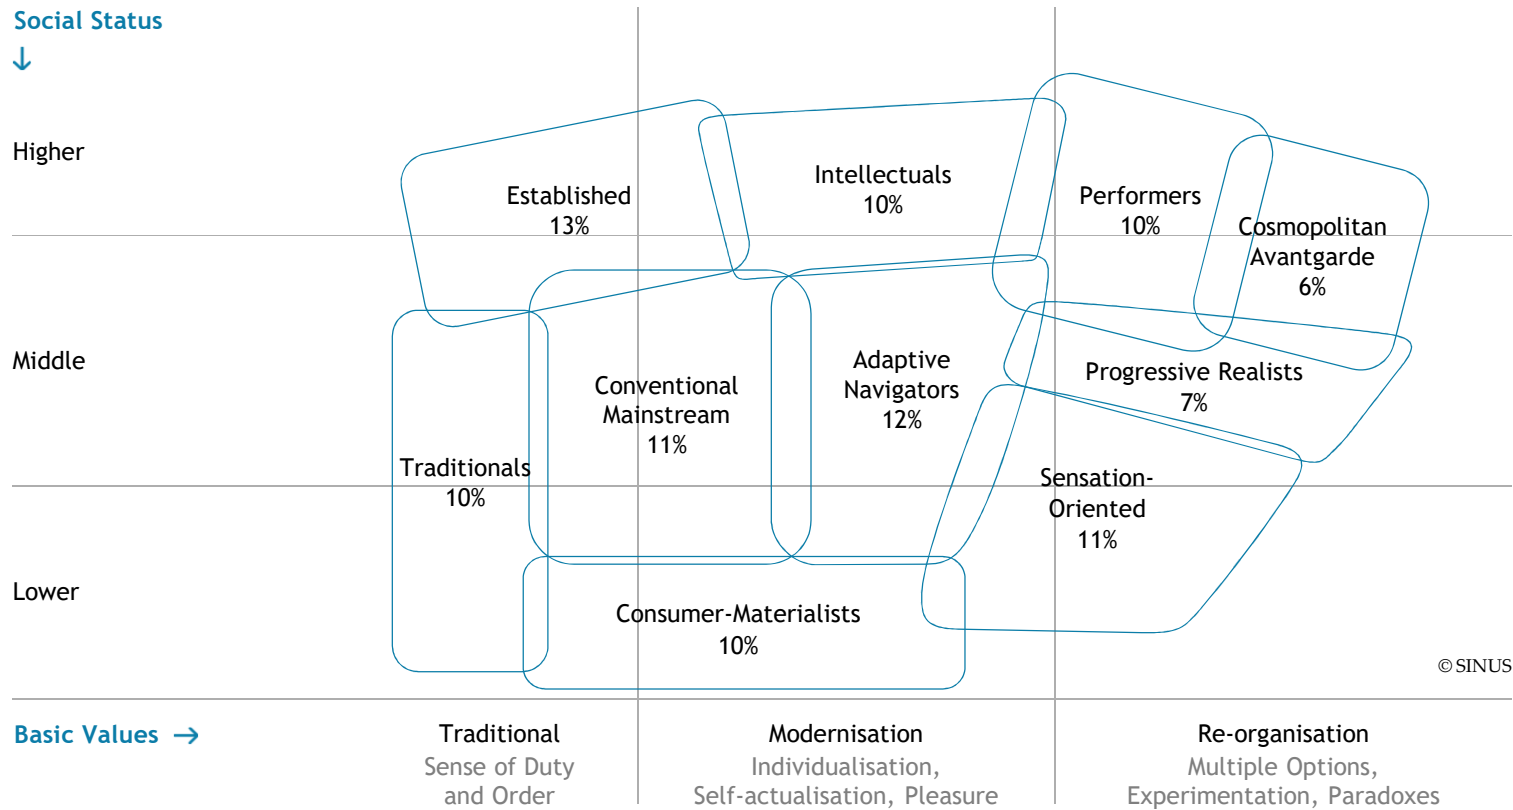 Social Status
↓
Higher
Established
13%
Intellectuals
10%
Performers
10%
Cosmopolitan
Avantgarde
6%
Middle
Conventional
Mainstream
11%
Adaptive
Navigators
12%
Progressive Realists
7%
Traditionals
10%
Sensation-
Oriented
11%
Lower
Consumer-Materialists
10%
© SINUS
Basic Values →
Traditional
Sense of Duty
and Order
Modernisation
Individualisation,
Self-actualisation, Pleasure
Re-organisation
Multiple Options,
Experimentation, Paradoxes